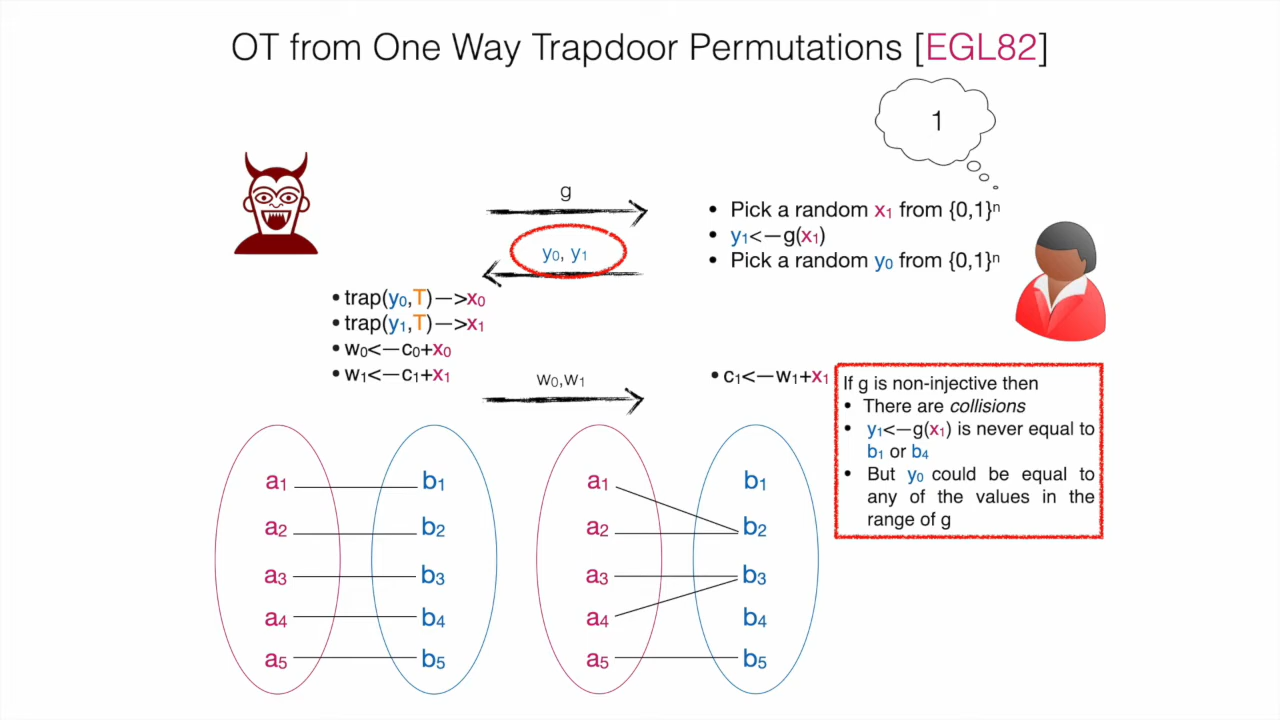 OT from One Way Trapdoor Permutations [EGL82]
1
g
y₀, y₁
• Pick a random x₁ from {0,1}ⁿ
• y₁<—g(x₁)
• Pick a random y₀ from {0,1}ⁿ
• trap(y₀,T)—>x₀
• trap(y₁,T)—>x₁
• w₀<—c₀+x₀
• w₁<—c₁+x₁
w₀,w₁
• c₁<—w₁+x₁
If g is non-injective then
• There are collisions
• y₁<—g(x₁) is never equal to
b₁ or b₄
• But y₀ could be equal to
any of the values in the
range of g
a₁ b₁ a₁ b₁
a₂ b₂ a₂ b₂
a₃ b₃ a₃ b₃
a₄ b₄ a₄ b₄
a₅ b₅ a₅ b₅